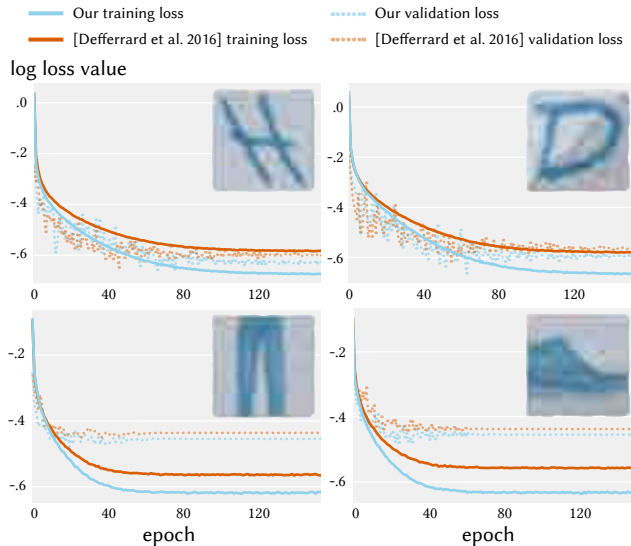 Our training loss
Our validation loss
[Defferrard et al. 2016] training loss
[Defferrard et al. 2016] validation loss
log loss value
.0
-.2
-.4
-.6
0 40 80 120
.0
-.2
-.4
-.6
0 40 80 120
-.2
-.4
-.6
0 40 80 120
epoch
-.2
-.4
-.6
0 40 80 120
epoch